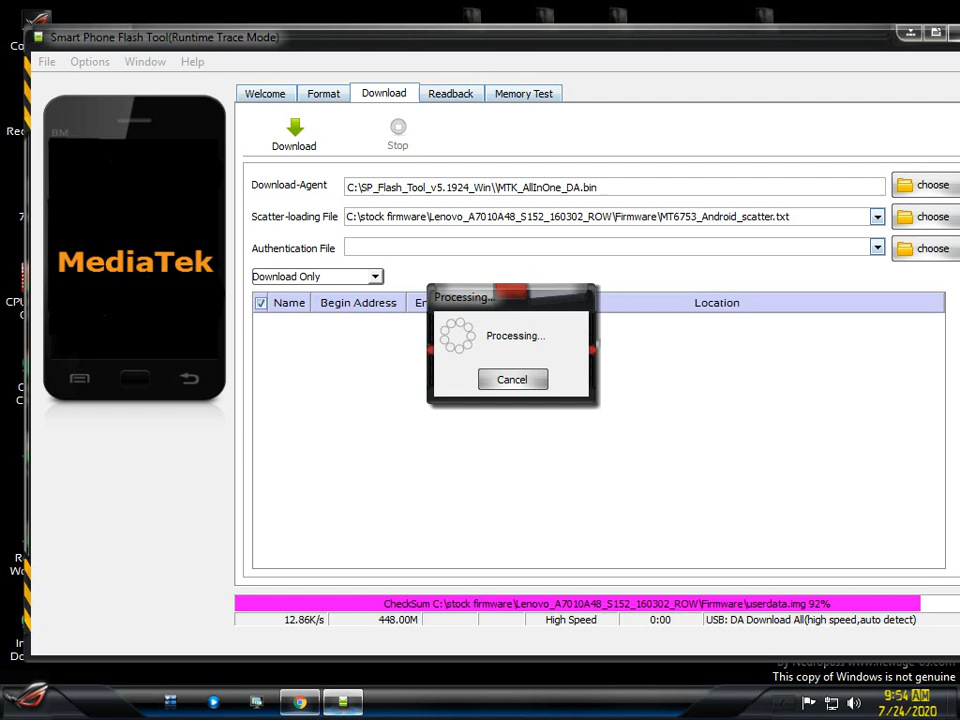 Smart Phone Flash Tool(Runtime Trace Mode)
File Options Window Help
Welcome Format Download Readback Memory Test
BM
Download Stop
Download-Agent C:\SP_Flash_Tool_v5.1924_Win\\MTK_AllInOne_DA.bin choose
Scatter-loading File C:\stock firmware\Lenovo_A7010A48_S152_160302_ROW\Firmware\MT6753_Android_scatter.txt choose
Authentication File choose
MediaTek
Download Only
Name Begin Address Location
Processing...
Processing...
Cancel
CheckSum C:\stock firmware\Lenovo_A7010A48_S152_160302_ROW\Firmware\userdata.img 92%
12.86K/s 448.00M High Speed 0:00 USB: DA Download All(high speed,auto detect)
This copy of Windows is not genuine
9:54 AM
7/24/2020